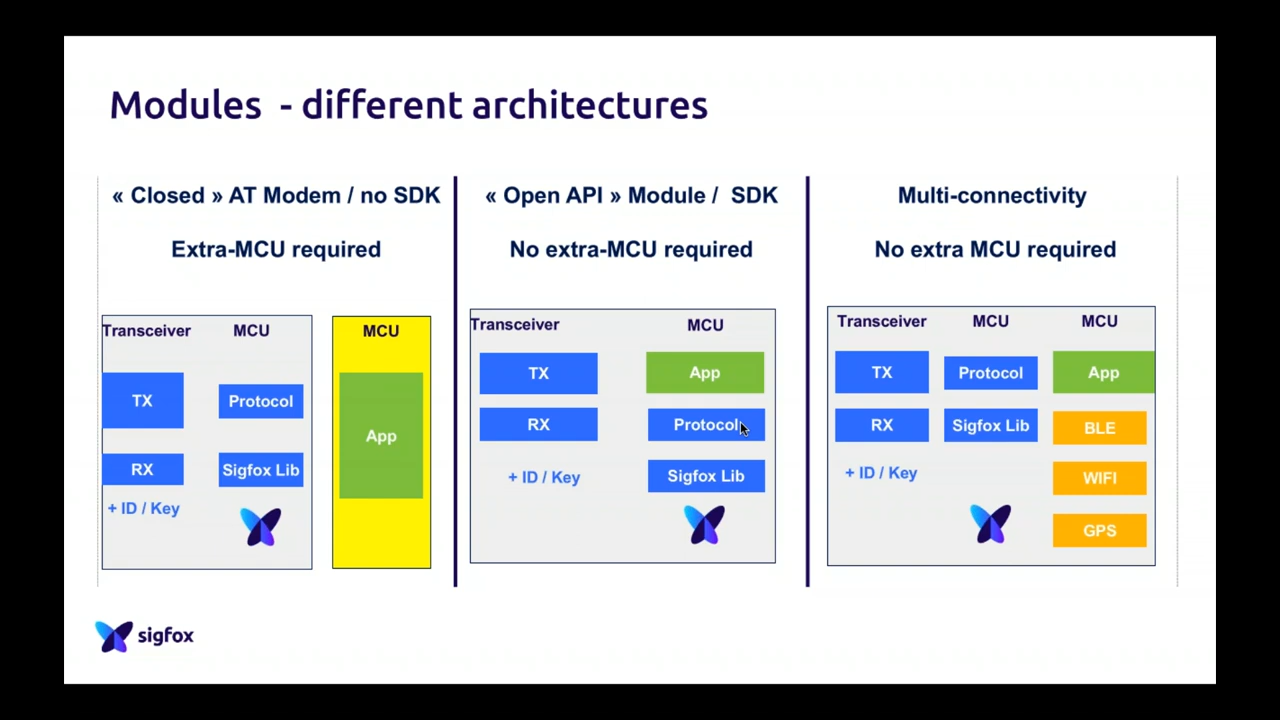 Modules - different architectures
« Closed » AT Modem / no SDK
Extra-MCU required
Transceiver MCU
TX
Protocol
RX
Sigfox Lib
+ ID / Key
MCU
App
« Open API » Module / SDK
No extra-MCU required
Transceiver MCU
TX App
RX Protocol
+ ID / Key Sigfox Lib
Multi-connectivity
No extra MCU required
Transceiver MCU MCU
TX Protocol App
RX Sigfox Lib BLE
+ ID / Key WIFI
GPS
sigfox